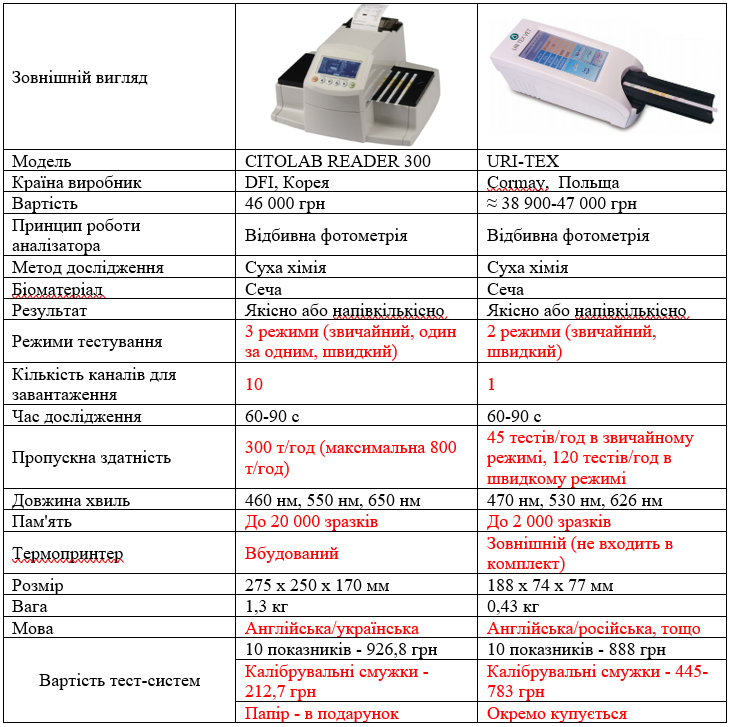 Зовнішній вигляд
URI-TEX VET
Модель CITOLAB READER 300 URI-TEX
Країна виробник DFI, Корея Cormay, Польща
Вартість 46 000 грн ≈ 38 900-47 000 грн
Принцип роботи
аналізатора Відбивна фотометрія Відбивна фотометрія
Метод дослідження Суха хімія Суха хімія
Біоматеріал Сеча Сеча
Результат Якісно або напівкількісно Якісно або напівкількісно
Режими тестування 3 режими (звичайний, один
за одним, швидкий) 2 режими (звичайний,
швидкий)
Кількість каналів для
завантаження 10 1
Час дослідження 60-90 с 60-90 с
Пропускна здатність 300 т/год (максимальна 800
т/год) 45 тестів/год в звичайному
режимі, 120 тестів/год в
швидкому режимі
Довжина хвиль 460 нм, 550 нм, 650 нм 470 нм, 530 нм, 626 нм
Пам'ять До 20 000 зразків До 2 000 зразків
Термопринтер Вбудований Зовнішній (не входить в
комплект)
Розмір 275 х 250 х 170 мм 188 х 74 х 77 мм
Вага 1,3 кг 0,43 кг
Мова Англійська/українська Англійська/російська, тощо
Вартість тест-систем 10 показників - 926,8 грн 10 показників - 888 грн
Калібрувальні смужки -
212,7 грн Калібрувальні смужки - 445-
783 грн
Папір - в подарунок Окремо купується